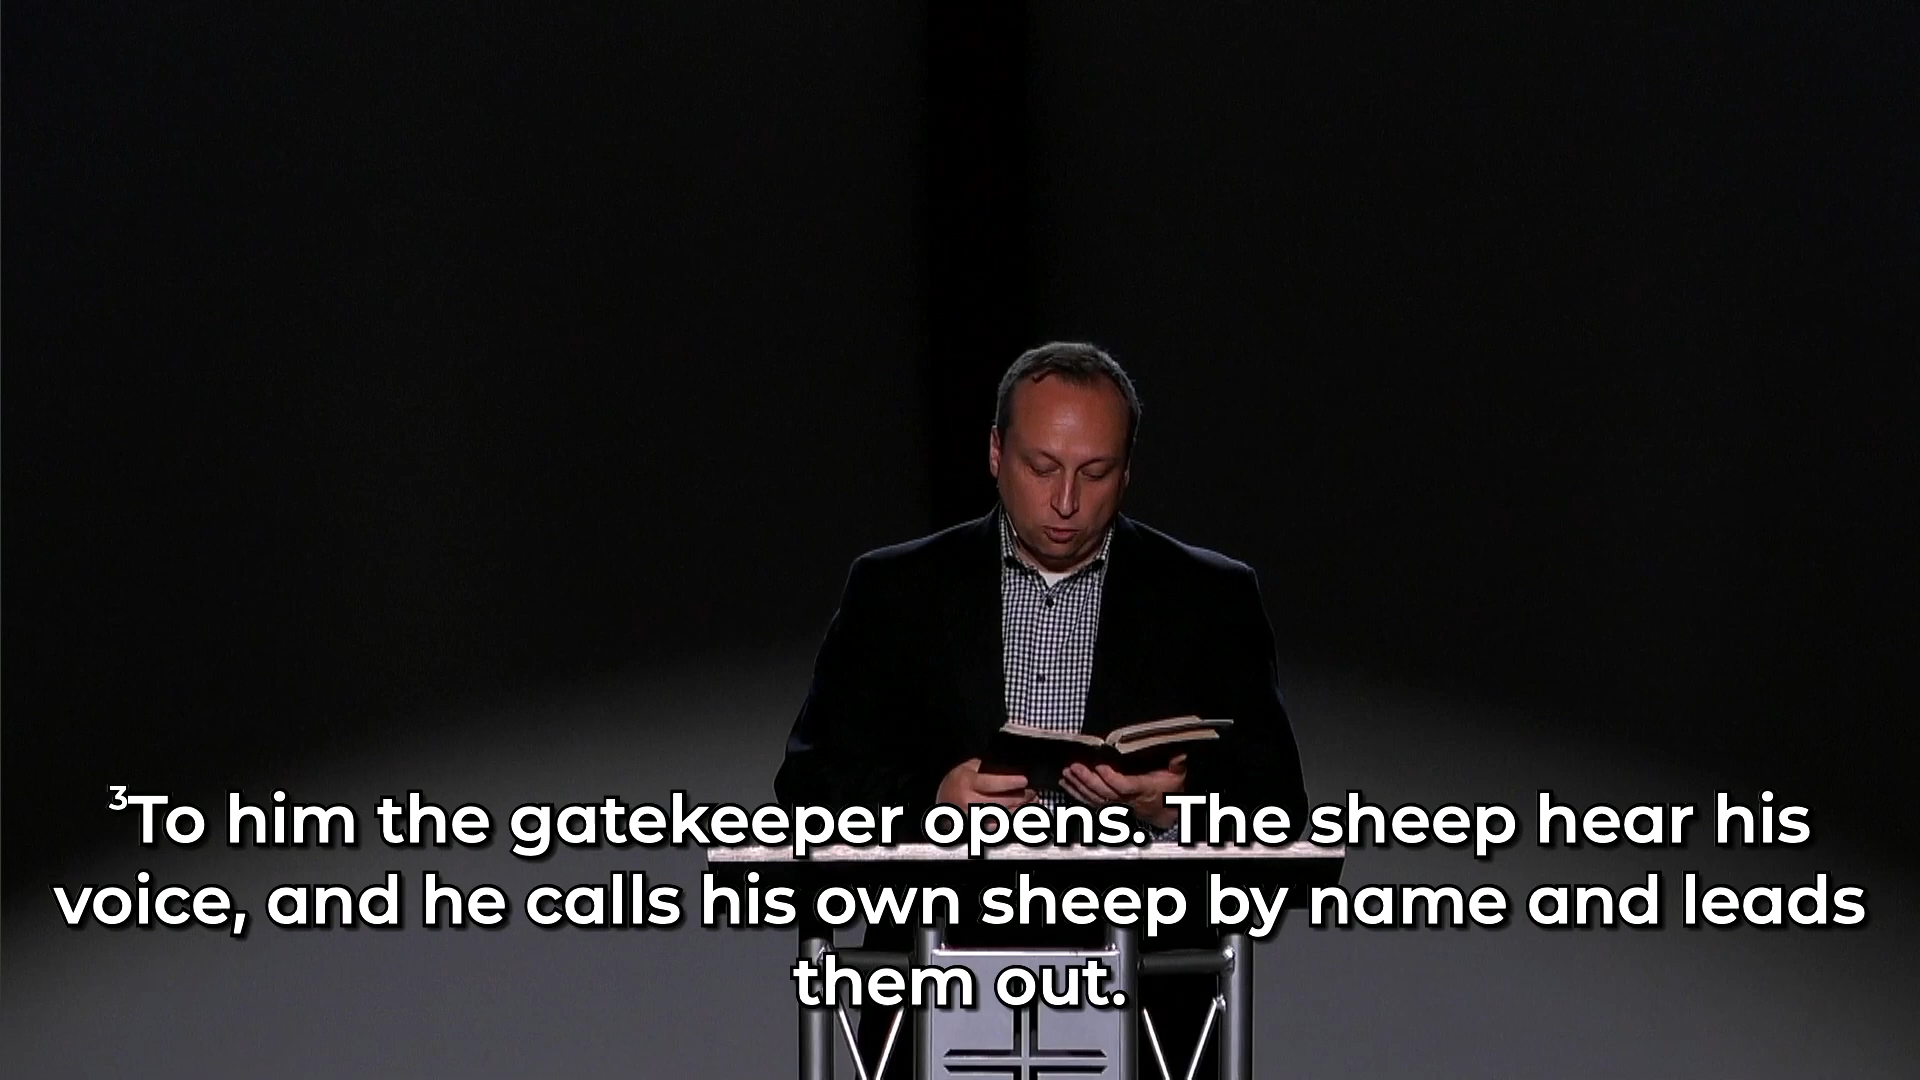 ³To him the gatekeeper opens. The sheep hear his
voice, and he calls his own sheep by name and leads
them out.